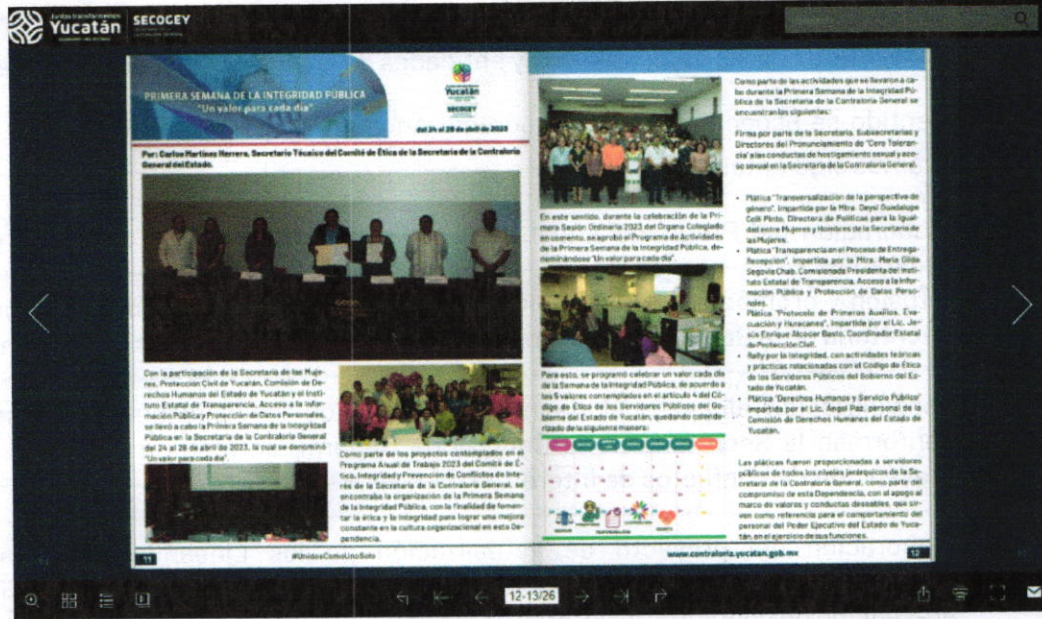 Juntos transformemos
Yucatán
SECOGEY
PRIMERA SEMANA DE LA INTEGRIDAD PÚBLICA
"Un valor para cada día"
Yucatán
SECOGEY
del 24 al 28 de abril de 2023
Por: Carlos Martínez Herrera, Secretario Técnico del Comité de Ética de la Secretaría de la Contraloría
General del Estado.
Con la participación de la Secretaría de las Muje-
res, Protección Civil de Yucatán, Comisión de De-
rechos Humanos del Estado de Yucatán y el Insti-
tuto Estatal de Transparencia, Acceso a la Infor-
mación Pública y Protección de Datos Personales,
se llevó a cabo la Primera Semana de la Integridad
Pública en la Secretaría de la Contraloría General
del 24 al 28 de abril de 2023, la cual se denominó
"Un valor para cada día".
Como parte de los proyectos contemplados en el
Programa Anual de Trabajo 2023 del Comité de É-
tica, Integridad y Prevención de Conflictos de Inte-
rés de la Secretaría de la Contraloría General, se
encontraba la organización de la Primera Semana
de la Integridad Pública, con la finalidad de fomen-
tar la ética y la integridad para lograr una mejora
constante en la cultura organizacional en esta De-
pendencia.
11
#UnidosComoUnoSolo
En este sentido, durante la celebración de la Pri-
mera Sesión Ordinaria 2023 del Órgano Colegiado
en comento, se aprobó el Programa de Actividades
de la Primera Semana de la Integridad Pública, de-
nominándose "Un valor para cada día".
Para esto, se programó celebrar un valor cada día
de la Semana de la Integridad Pública, de acuerdo a
los 5 valores contemplados en el artículo 4 del Có-
digo de Ética de los Servidores Públicos del Go-
bierno del Estado de Yucatán, quedando calenda-
rizado de la siguiente manera:
Como parte de las actividades que se llevaron a ca-
bo durante la Primera Semana de la Integridad Pú-
blica de la Secretaría de la Contraloría General se
encuentran las siguientes:
Firma por parte de la Secretaria, Subsecretarios y
Directores del Pronunciamiento de "Cero Toleran-
cia" a las conductas de hostigamiento sexual y aco-
so sexual en la Secretaría de la Contraloría General.
• Plática "Transversalización de la perspectiva de
género", impartida por la Mtra. Deysi Guadalupe
Celli Pinto, Directora de Políticas para la Igual-
dad entre Mujeres y Hombres de la Secretaría de
las Mujeres.
• Plática "Transparencia en el Proceso de Entrega-
Recepción", impartida por la Mtra. María Gilda
Segovia Chab, Comisionada Presidenta del Insti-
tuto Estatal de Transparencia, Acceso a la Infor-
mación Pública y Protección de Datos Perso-
nales.
• Plática "Protocolo de Primeros Auxilios, Eva-
cuación y Huracanes", impartida por el Lic. Je-
sús Enrique Alcocer Basto, Coordinador Estatal
de Protección Civil.
• Rally por la Integridad, con actividades teóricas
y prácticas relacionadas con el Código de Ética
de los Servidores Públicos del Gobierno del Es-
tado de Yucatán.
• Plática "Derechos Humanos y Servicio Público"
impartida por el Lic. Ángel Paz, personal de la
Comisión de Derechos Humanos del Estado de
Yucatán.
Las pláticas fueron proporcionadas a servidores
públicos de todos los niveles jerárquicos de la Se-
cretaría de la Contraloría General, como parte del
compromiso de esta Dependencia, con el apego al
marco de valores y conductas deseables, que sir-
ven como referencia para el comportamiento del
personal del Poder Ejecutivo del Estado de Yuca-
tán, en el ejercicio de sus funciones.
www.contraloria.yucatan.gob.mx
12
12-13/26